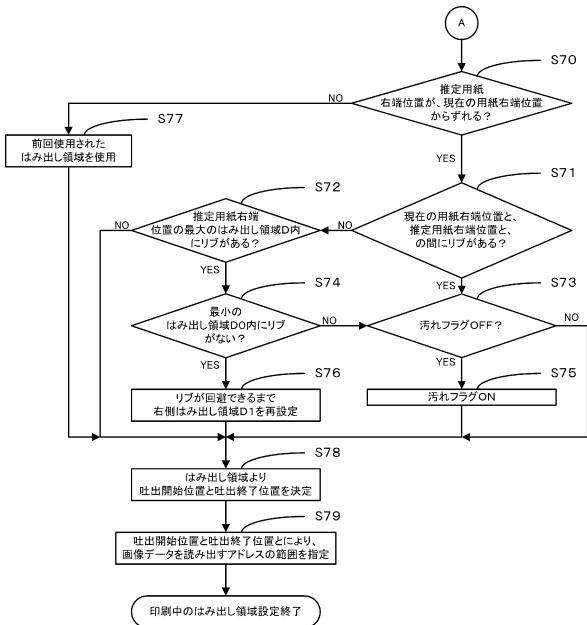 A
S70
推定用紙
右端位置が、現在の用紙右端位置
からずれる？
NO
YES
S77
前回使用された
はみ出し領域を使用
S71
現在の用紙右端位置と、
推定用紙右端位置と、
の間にリブがある？
NO
YES
S72
推定用紙右端
位置の最大のはみ出し領域D内
にリブがある？
NO
YES
S74
最小の
はみ出し領域D0内にリブ
がない？
NO
YES
S73
汚れフラグOFF？
NO
YES
S76
リブが回避できるまで
右側はみ出し領域D1を再設定
S75
汚れフラグON
S78
はみ出し領域より
吐出開始位置と吐出終了位置を決定
S79
吐出開始位置と吐出終了位置とにより、
画像データを読み出すアドレスの範囲を指定
印刷中のはみ出し領域設定終了